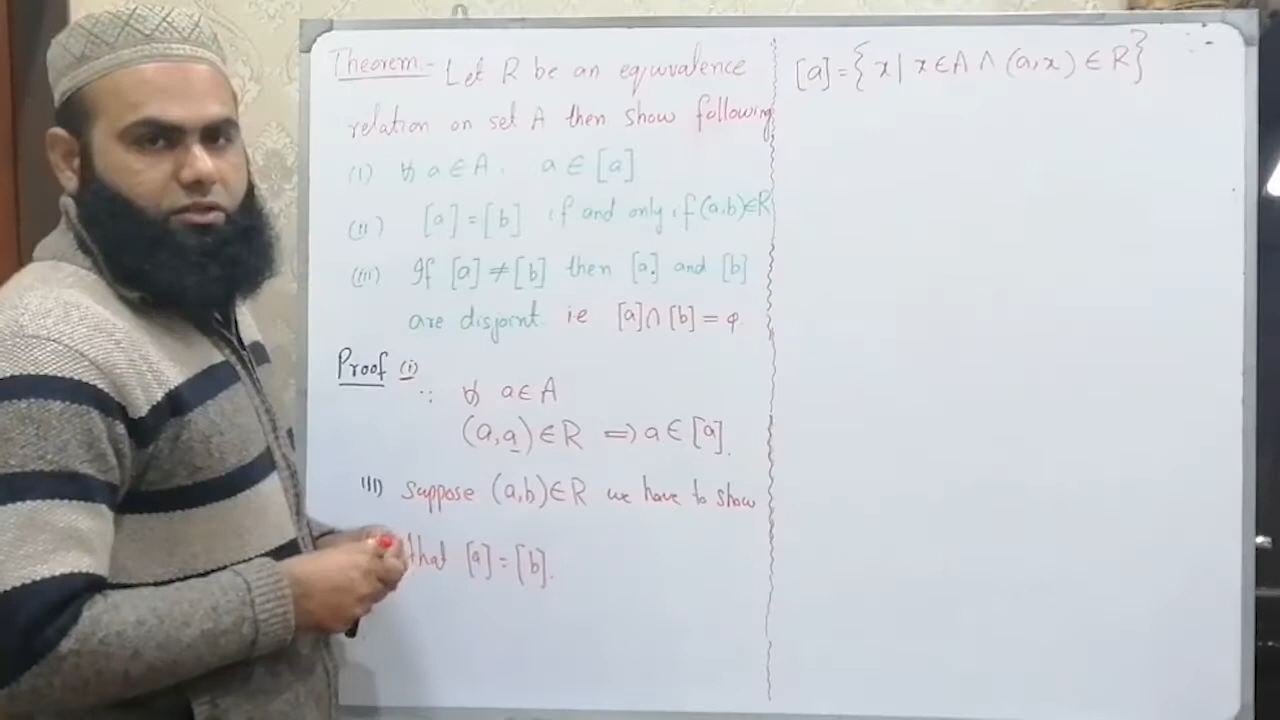 Theorem:- Let R be an equivalence
relation on set A then show following
(i) ∀ a ∈ A. a ∈ [a]
(ii) [a] = [b] if and only if (a,b) ∈ R
(iii) If [a] ≠ [b] then [a] and [b]
are disjoint ie [a] ∩ [b] = φ.
Proof (i)
∵ ∀ a ∈ A
(a,a) ∈ R ⇒ a ∈ [a].
(ii) Suppose (a,b) ∈ R we have to show
that [a] = [b].
[a] = { x | x ∈ A ∧ (a,x) ∈ R }